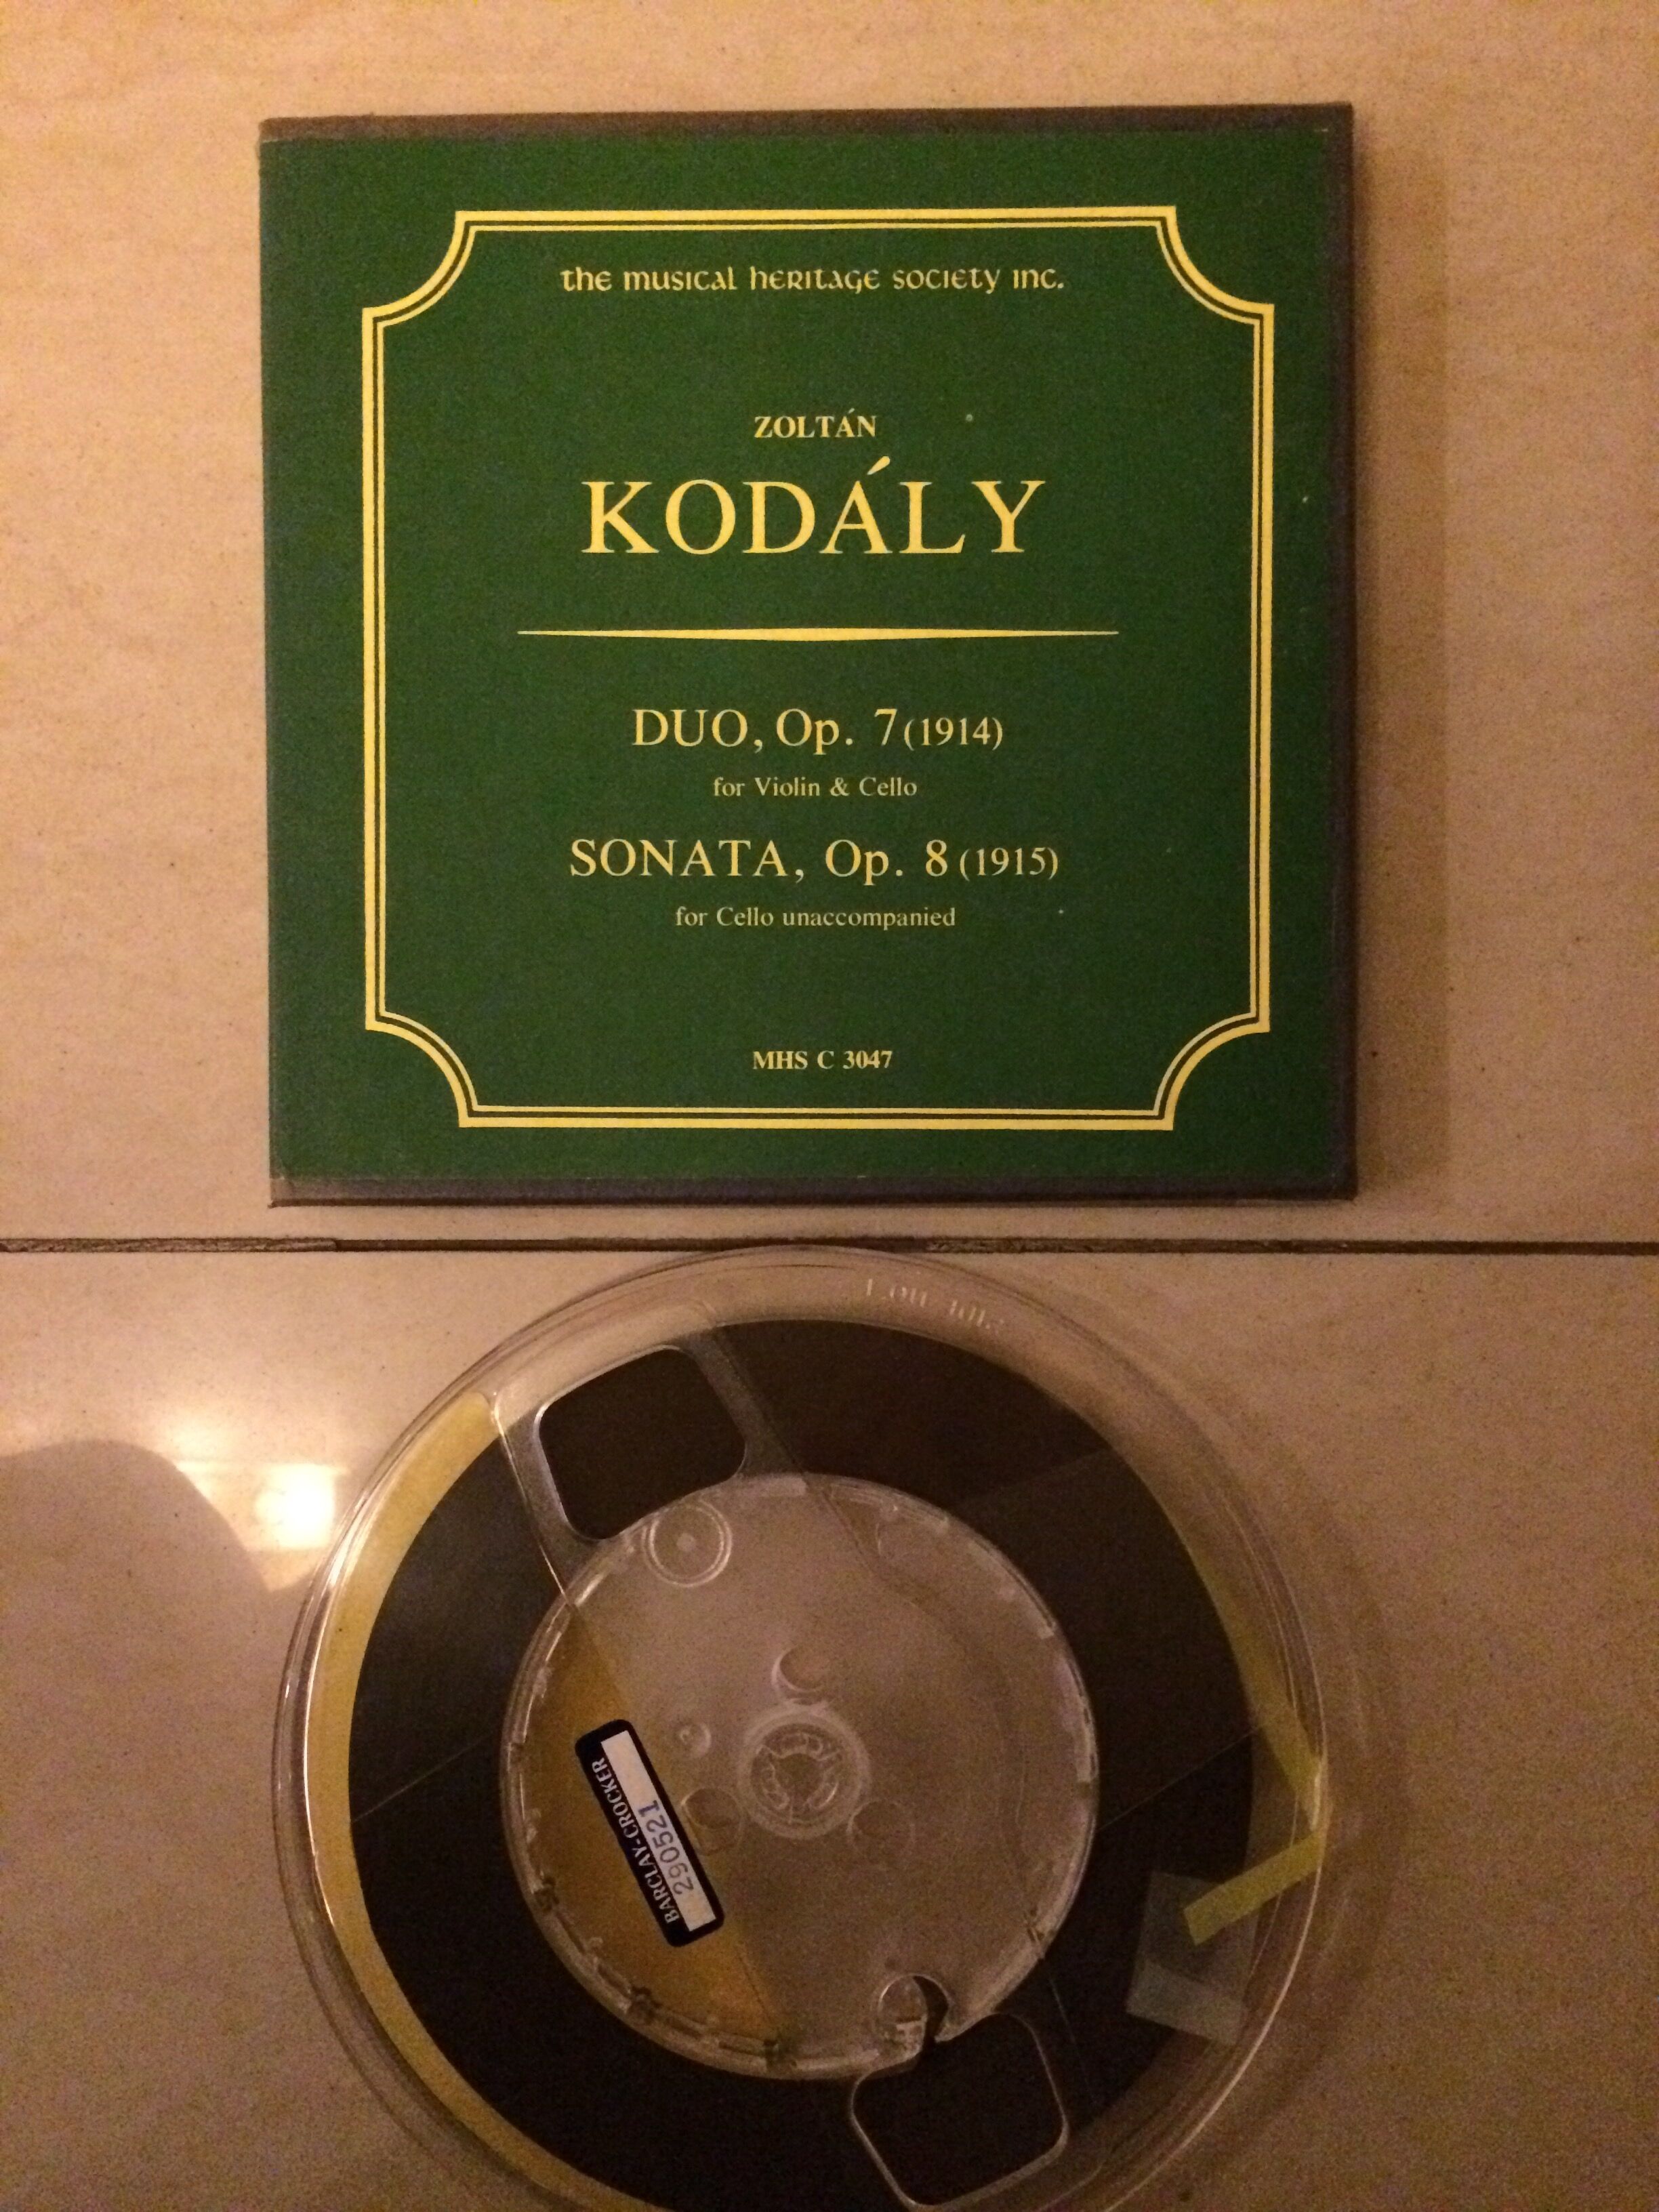 the musical heritage society inc.
ZOLTÁN
KODÁLY
DUO, Op. 7 (1914)
for Violin & Cello
SONATA, Op. 8 (1915)
for Cello unaccompanied
MHS C 3047
BARCLAY-CROCKER
290521